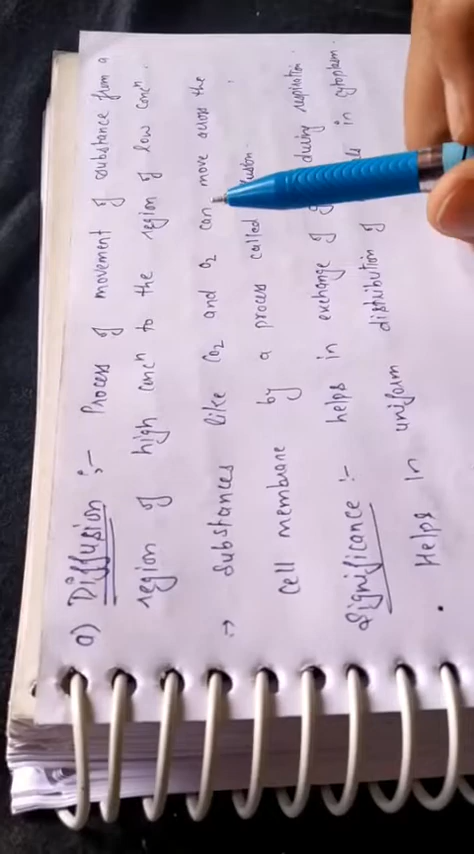 a) Diffusion :- Process of movement of substance from a
region of high concⁿ to the region of low concⁿ.
→ Substances like CO2 and O2 can move across the
cell membrane by a process called
Significance :- helps in exchange of during respiration.
• Helps in uniform distribution of in cytoplasm.